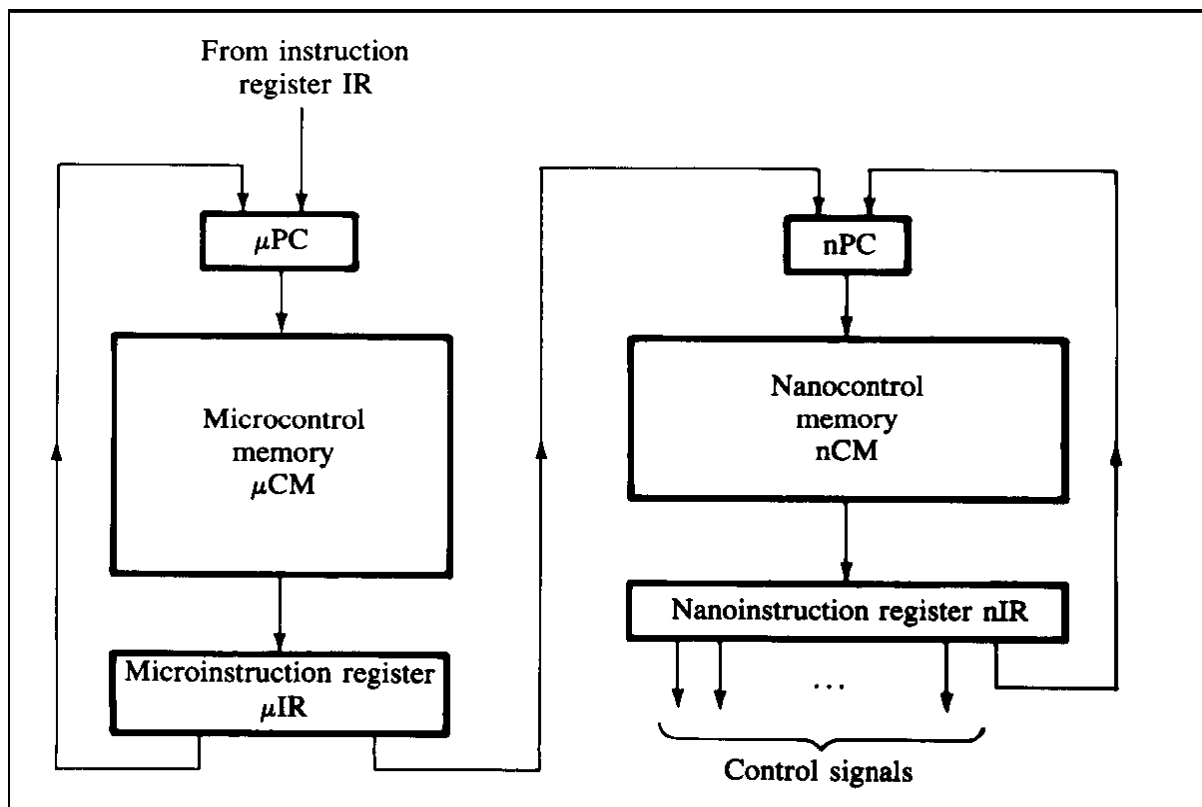 From instruction
register IR
μPC
Microcontrol
memory
μCM
Microinstruction register
μIR
nPC
Nanocontrol
memory
nCM
Nanoinstruction register nIR
...
Control signals